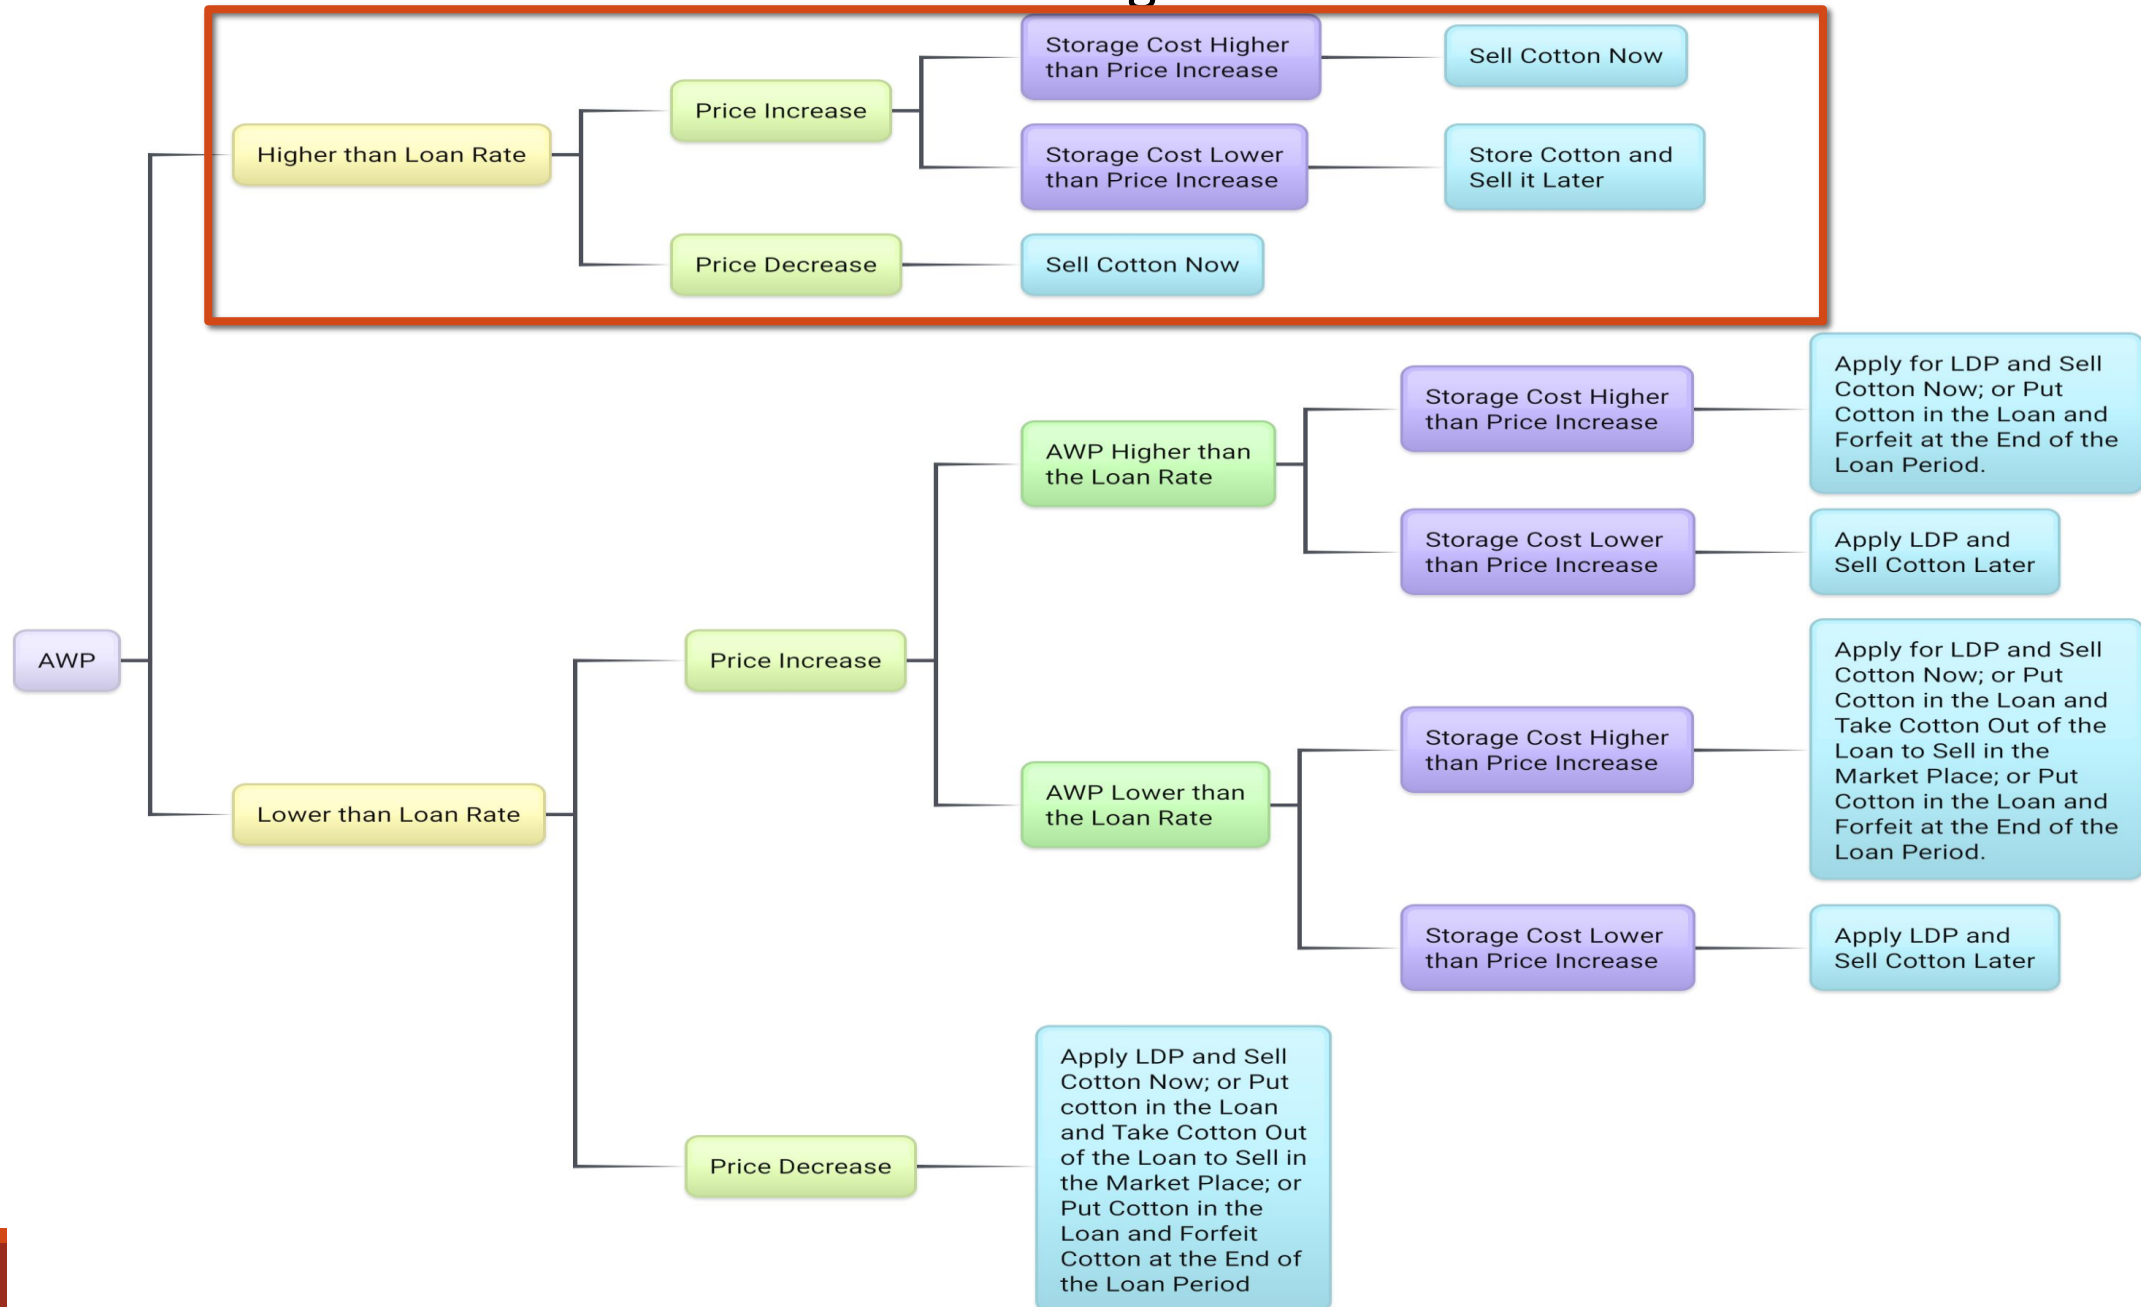 Storage Cost Higher
than Price Increase
Sell Cotton Now
Price Increase
Higher than Loan Rate
Storage Cost Lower
than Price Increase
Store Cotton and
Sell it Later
Price Decrease
Sell Cotton Now
Apply for LDP and Sell
Cotton Now; or Put
Cotton in the Loan and
Forfeit at the End of the
Loan Period.
Storage Cost Higher
than Price Increase
AWP Higher than
the Loan Rate
Storage Cost Lower
than Price Increase
Apply LDP and
Sell Cotton Later
AWP
Price Increase
Apply for LDP and Sell
Cotton Now; or Put
Cotton in the Loan and
Take Cotton Out of the
Loan to Sell in the
Market Place; or Put
Cotton in the Loan and
Forfeit at the End of the
Loan Period.
Storage Cost Higher
than Price Increase
Lower than Loan Rate
AWP Lower than
the Loan Rate
Storage Cost Lower
than Price Increase
Apply LDP and
Sell Cotton Later
Price Decrease
Apply LDP and Sell
Cotton Now; or Put
cotton in the Loan
and Take Cotton Out
of the Loan to Sell in
the Market Place; or
Put Cotton in the
Loan and Forfeit
Cotton at the End of
the Loan Period